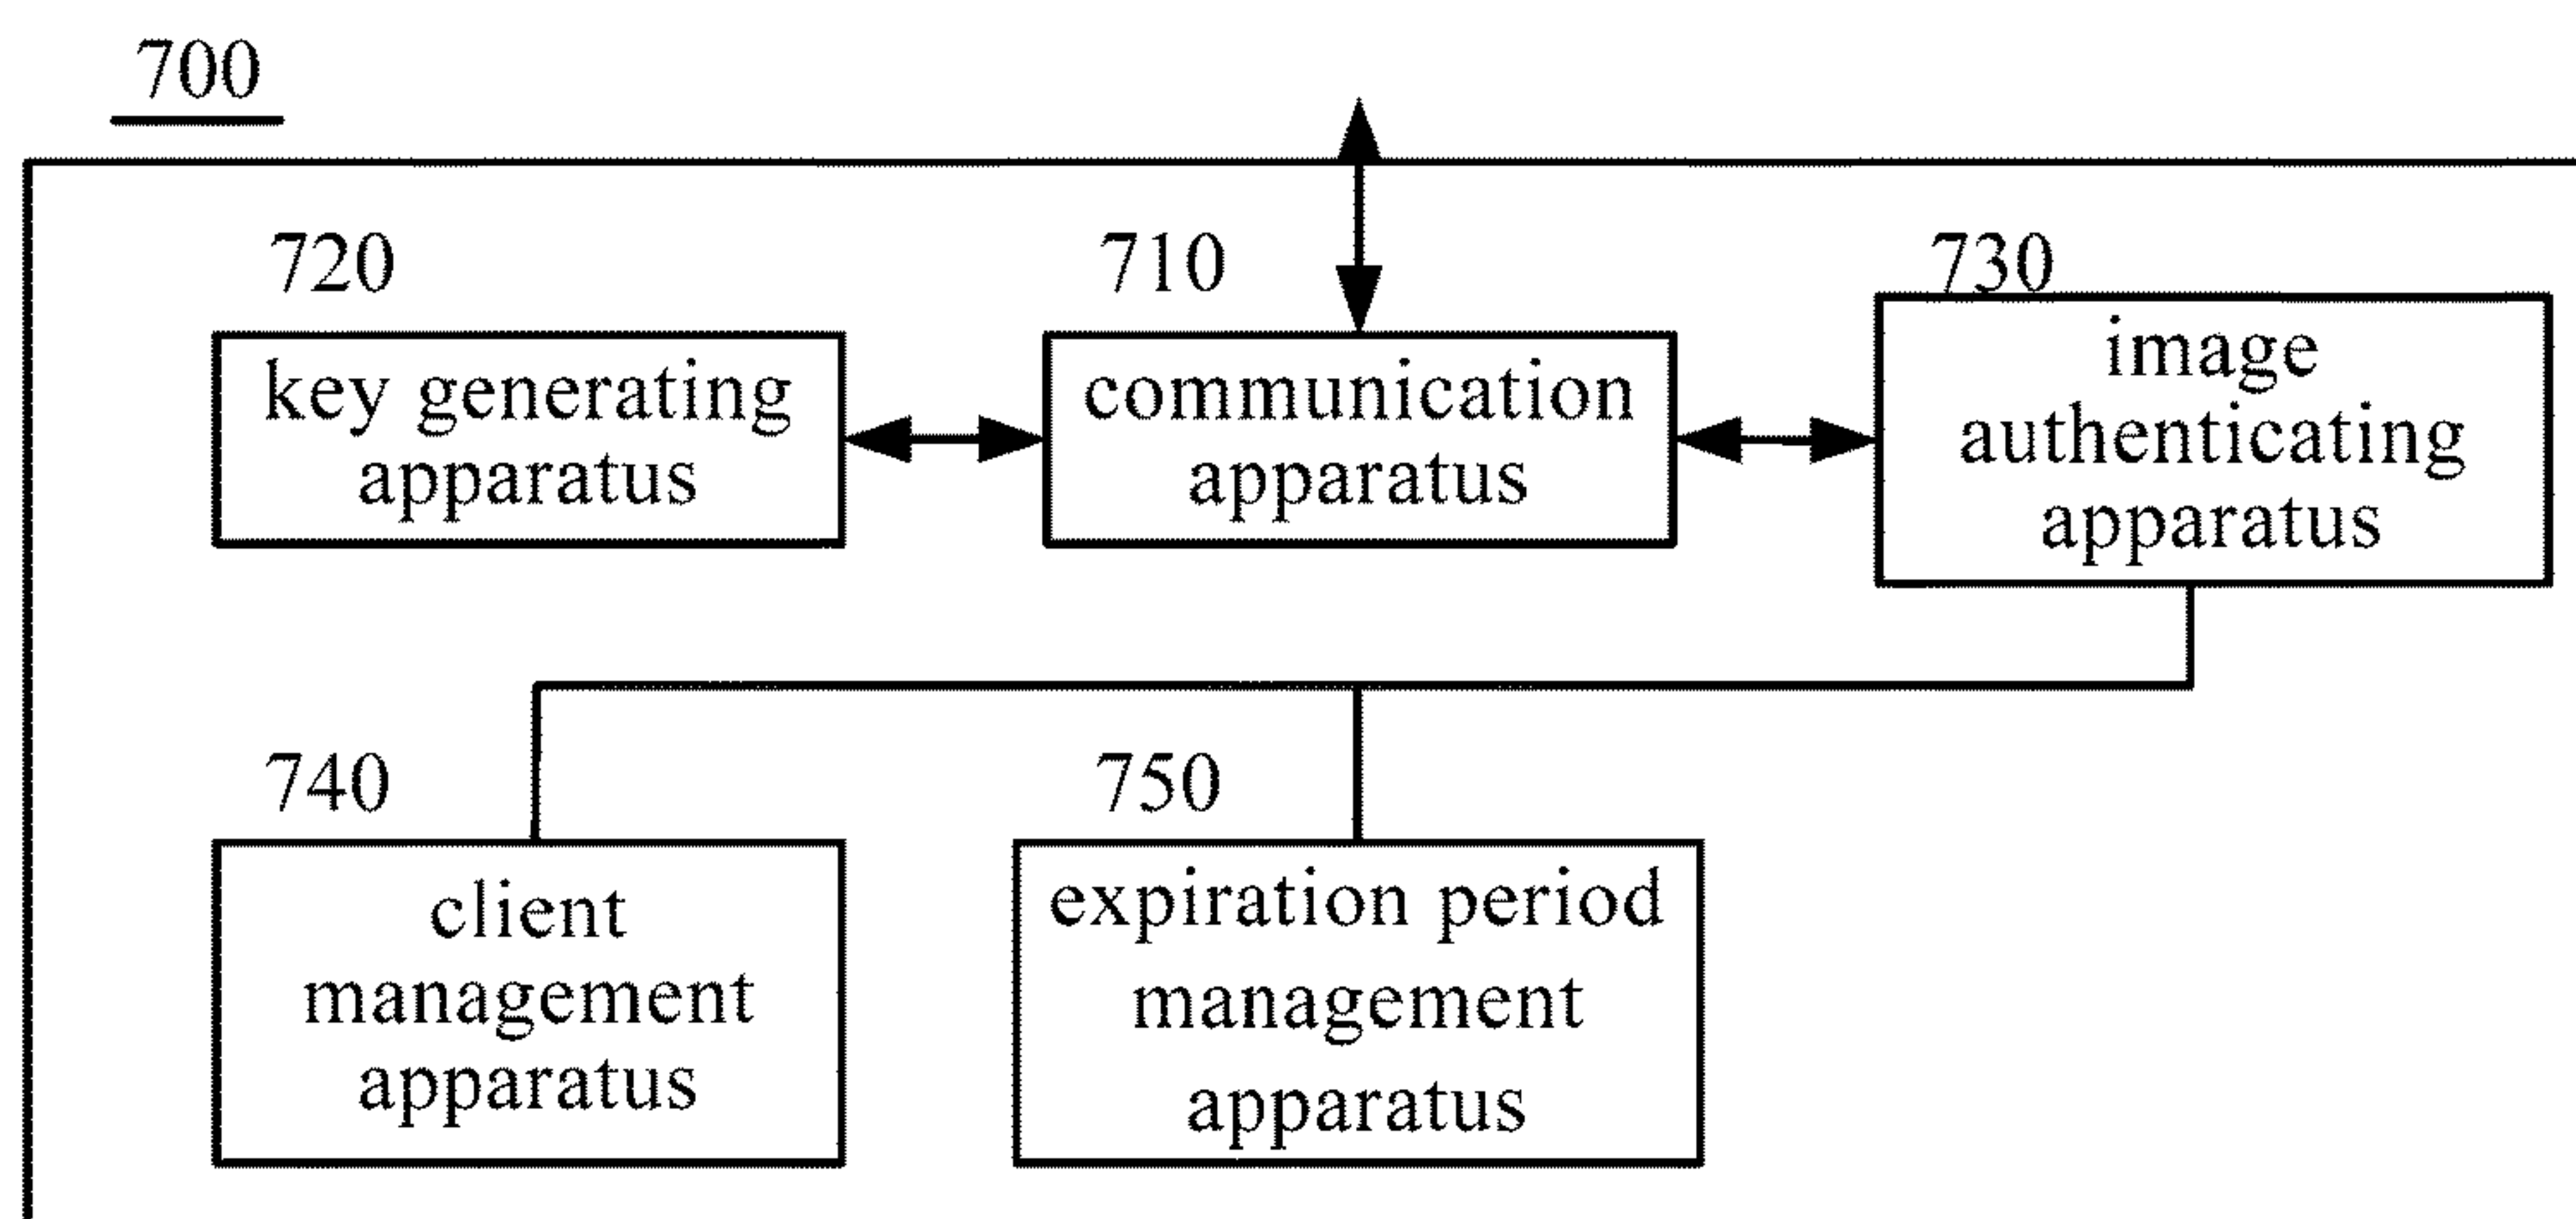 700
720
key generating
apparatus
710
communication
apparatus
730
image
authenticating
apparatus
740
client
management
apparatus
750
expiration period
management
apparatus